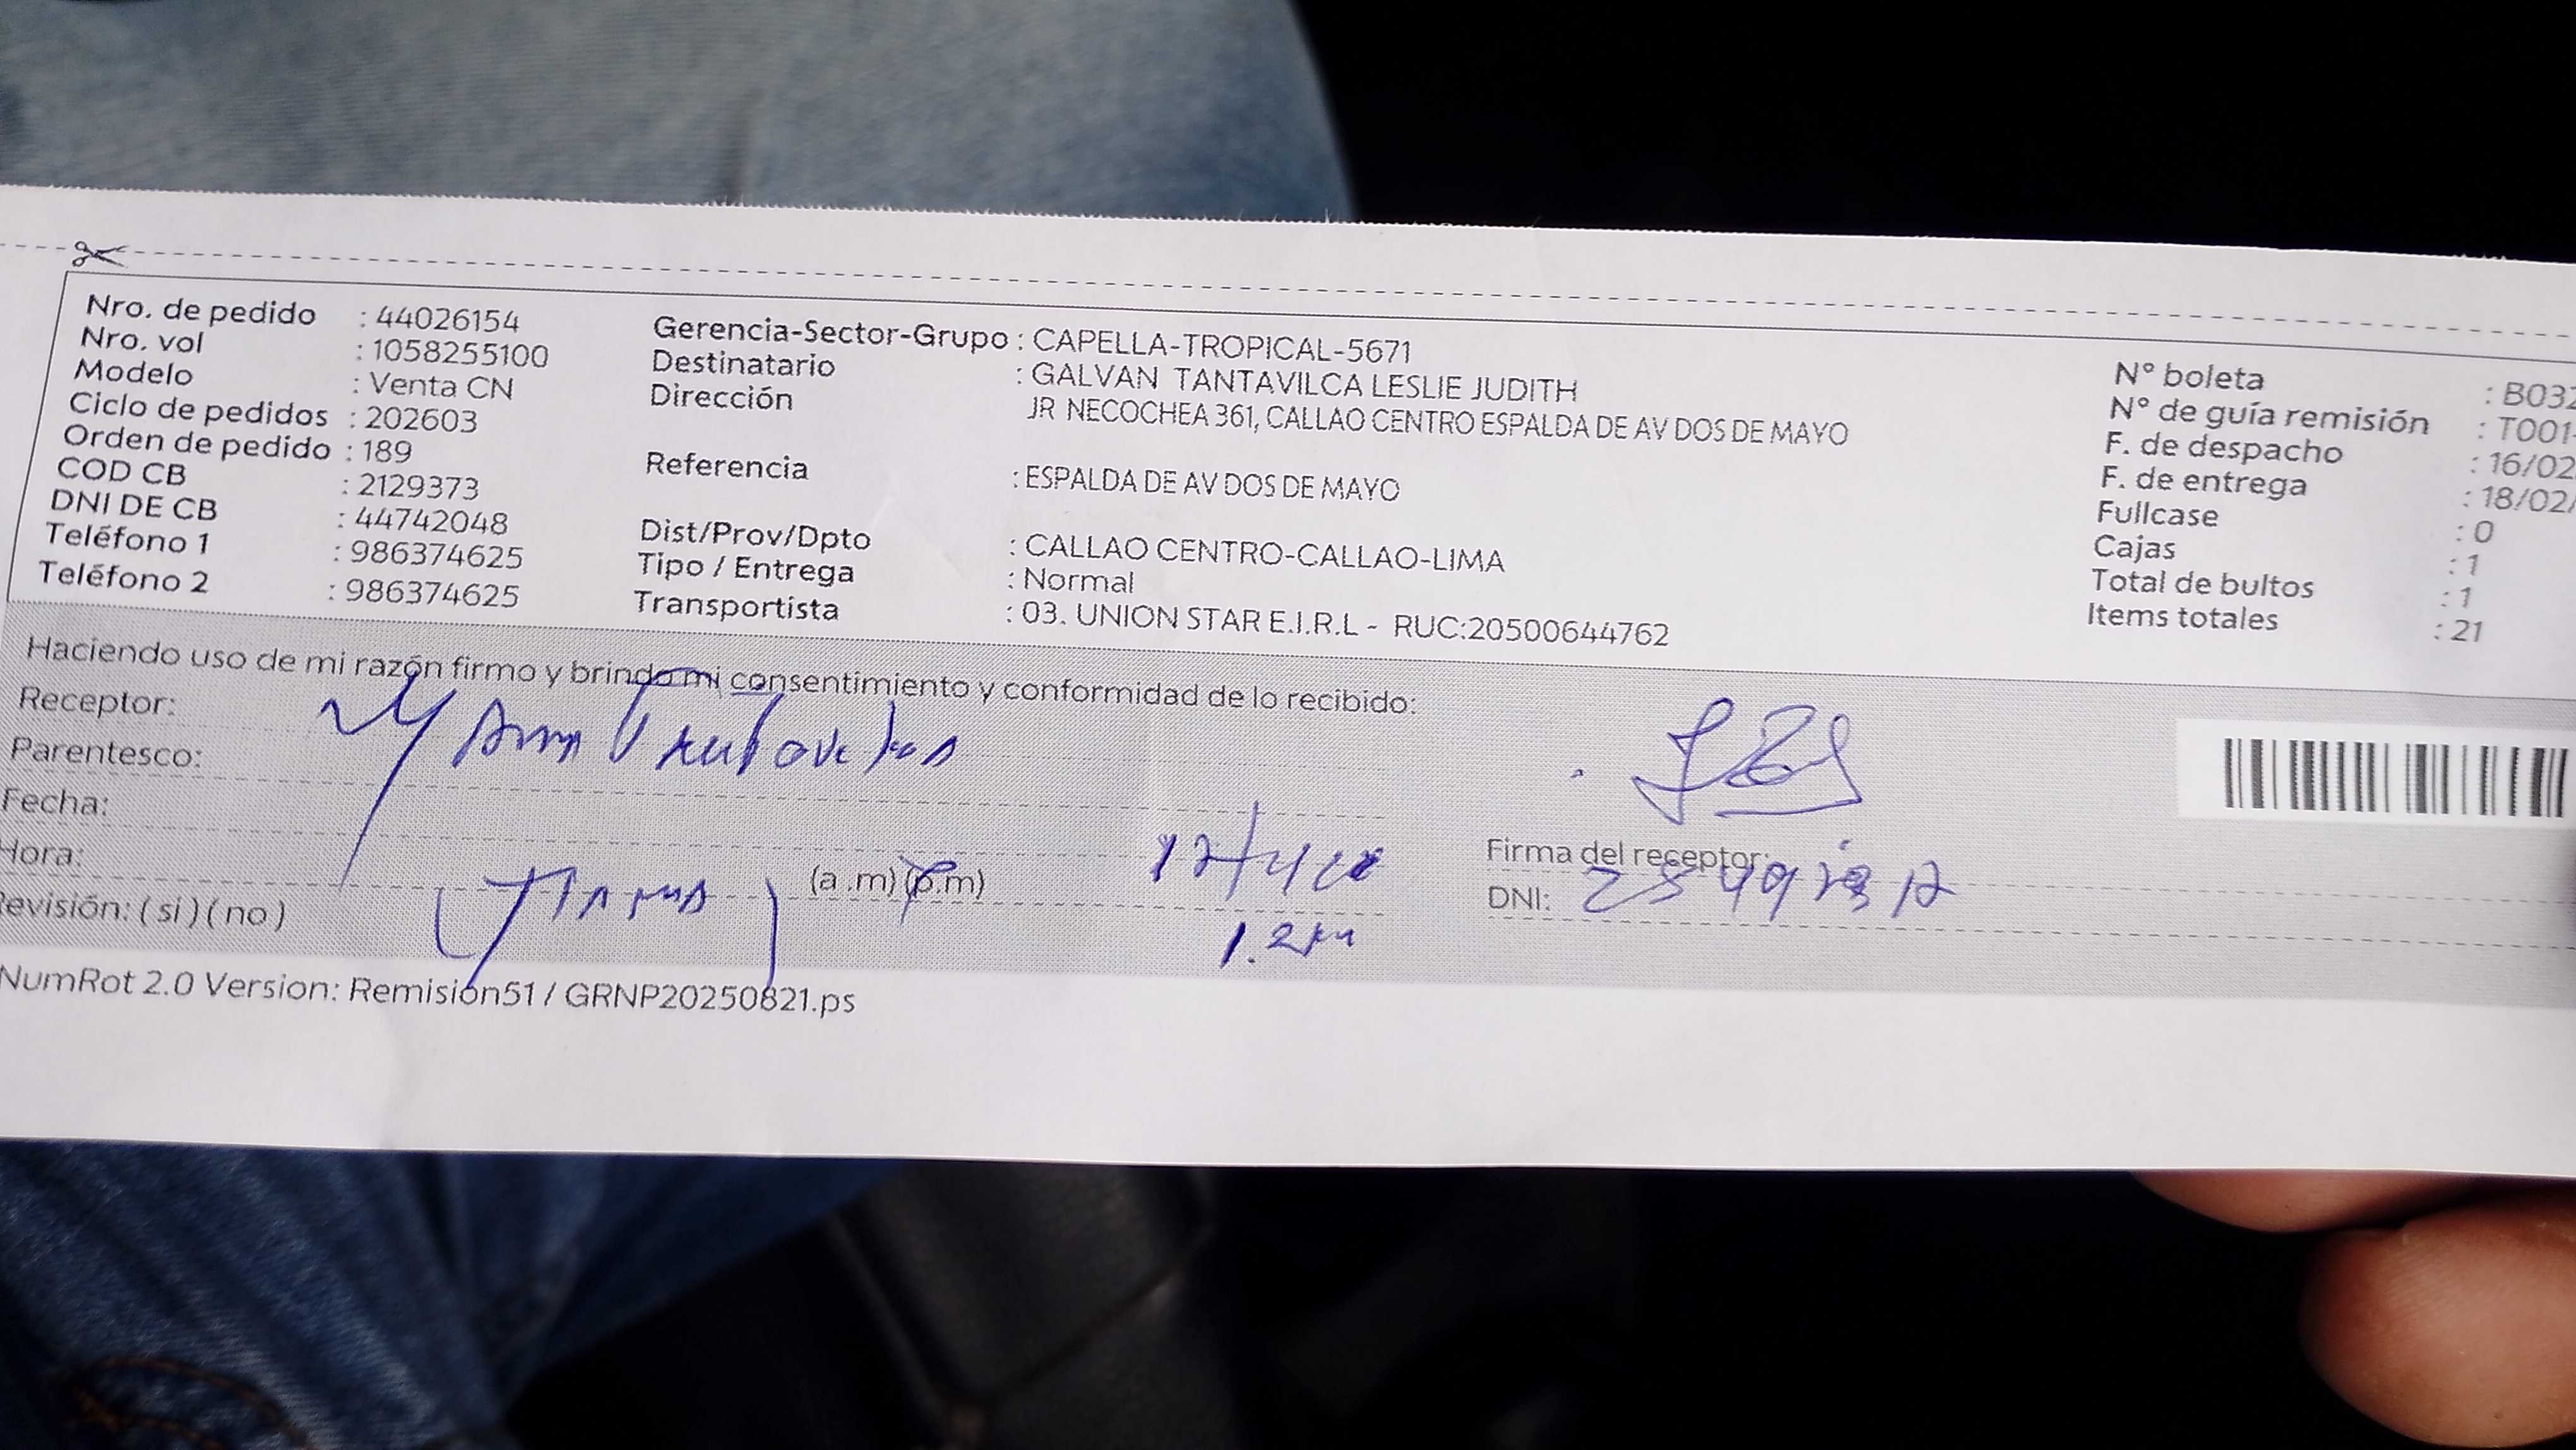 Nro. de pedido : 44026154
Nro. vol : 1058255100
Modelo : Venta CN
Ciclo de pedidos : 202603
Orden de pedido : 189
COD CB : 2129373
DNI DE CB : 44742048
Teléfono 1 : 986374625
Teléfono 2 : 986374625
Gerencia-Sector-Grupo : CAPELLA-TROPICAL-5671
Destinatario : GALVAN TANTAVILCA LESLIE JUDITH
Dirección JR NECOCHEA 361, CALLAO CENTRO ESPALDA DE AV DOS DE MAYO
Referencia : ESPALDA DE AV DOS DE MAYO
Dist/Prov/Dpto : CALLAO CENTRO-CALLAO-LIMA
Tipo / Entrega : Normal
Transportista : 03. UNION STAR E.I.R.L - RUC:20500644762
N° boleta : B032
N° de guía remisión : T001-
F. de despacho : 16/02
F. de entrega : 18/02/
Fullcase : 0
Cajas : 1
Total de bultos : 1
Items totales : 21
Haciendo uso de mi razón firmo y brindo mi consentimiento y conformidad de lo recibido:
Receptor:
Parentesco:
Fecha:
Hora: (a .m) (p.m)
Revisión: ( si ) ( no )
Firma del receptor:
DNI:
NumRot 2.0 Version: Remisión51 / GRNP20250821.ps